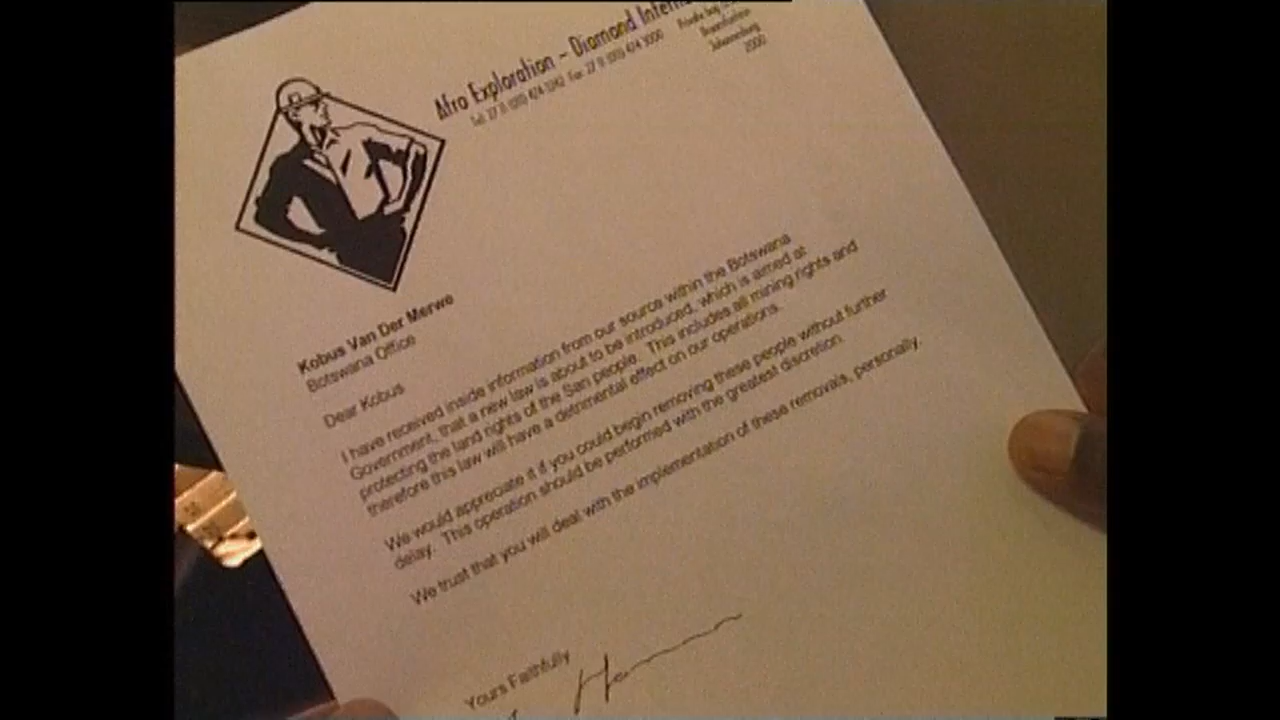 Afro Exploration - Diamond
Private bag
Braamfontein
Johannesburg
2000
Kobus Van Der Merwe
Botswana Office
Dear Kobus
I have received inside information from our source within the Botswana
Government, that a new law is about to be introduced, which is aimed at
protecting the land rights of the San people. This includes all mining rights and
therefore this law will have a detrimental effect on our operations.
We would appreciate it if you could begin removing these people without further
delay. This operation should be performed with the greatest discretion.
We trust that you will deal with the implementation of these removals, personally.
Yours Faithfully